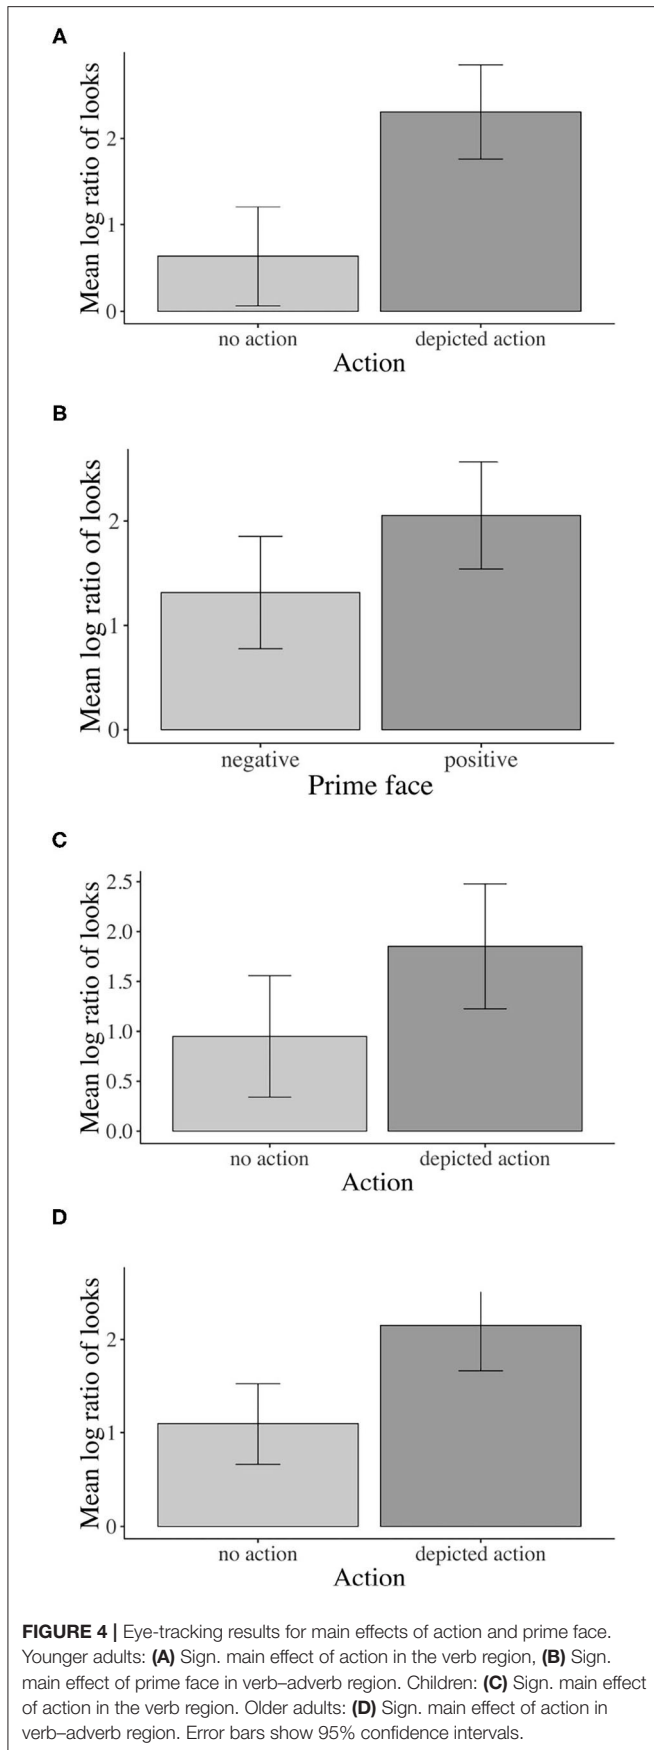 A
Mean log ratio of looks
2
1
0
no action depicted action
Action
B
Mean log ratio of looks
2
1
0
negative positive
Prime face
C
Mean log ratio of looks
2.5
2.0
1.5
1.0
0.5
0.0
no action depicted action
Action
D
Mean log ratio of looks
2
1
0
no action depicted action
Action
FIGURE 4 | Eye-tracking results for main effects of action and prime face.
Younger adults: (A) Sign. main effect of action in the verb region, (B) Sign.
main effect of prime face in verb–adverb region. Children: (C) Sign. main effect
of action in the verb region. Older adults: (D) Sign. main effect of action in
verb–adverb region. Error bars show 95% confidence intervals.